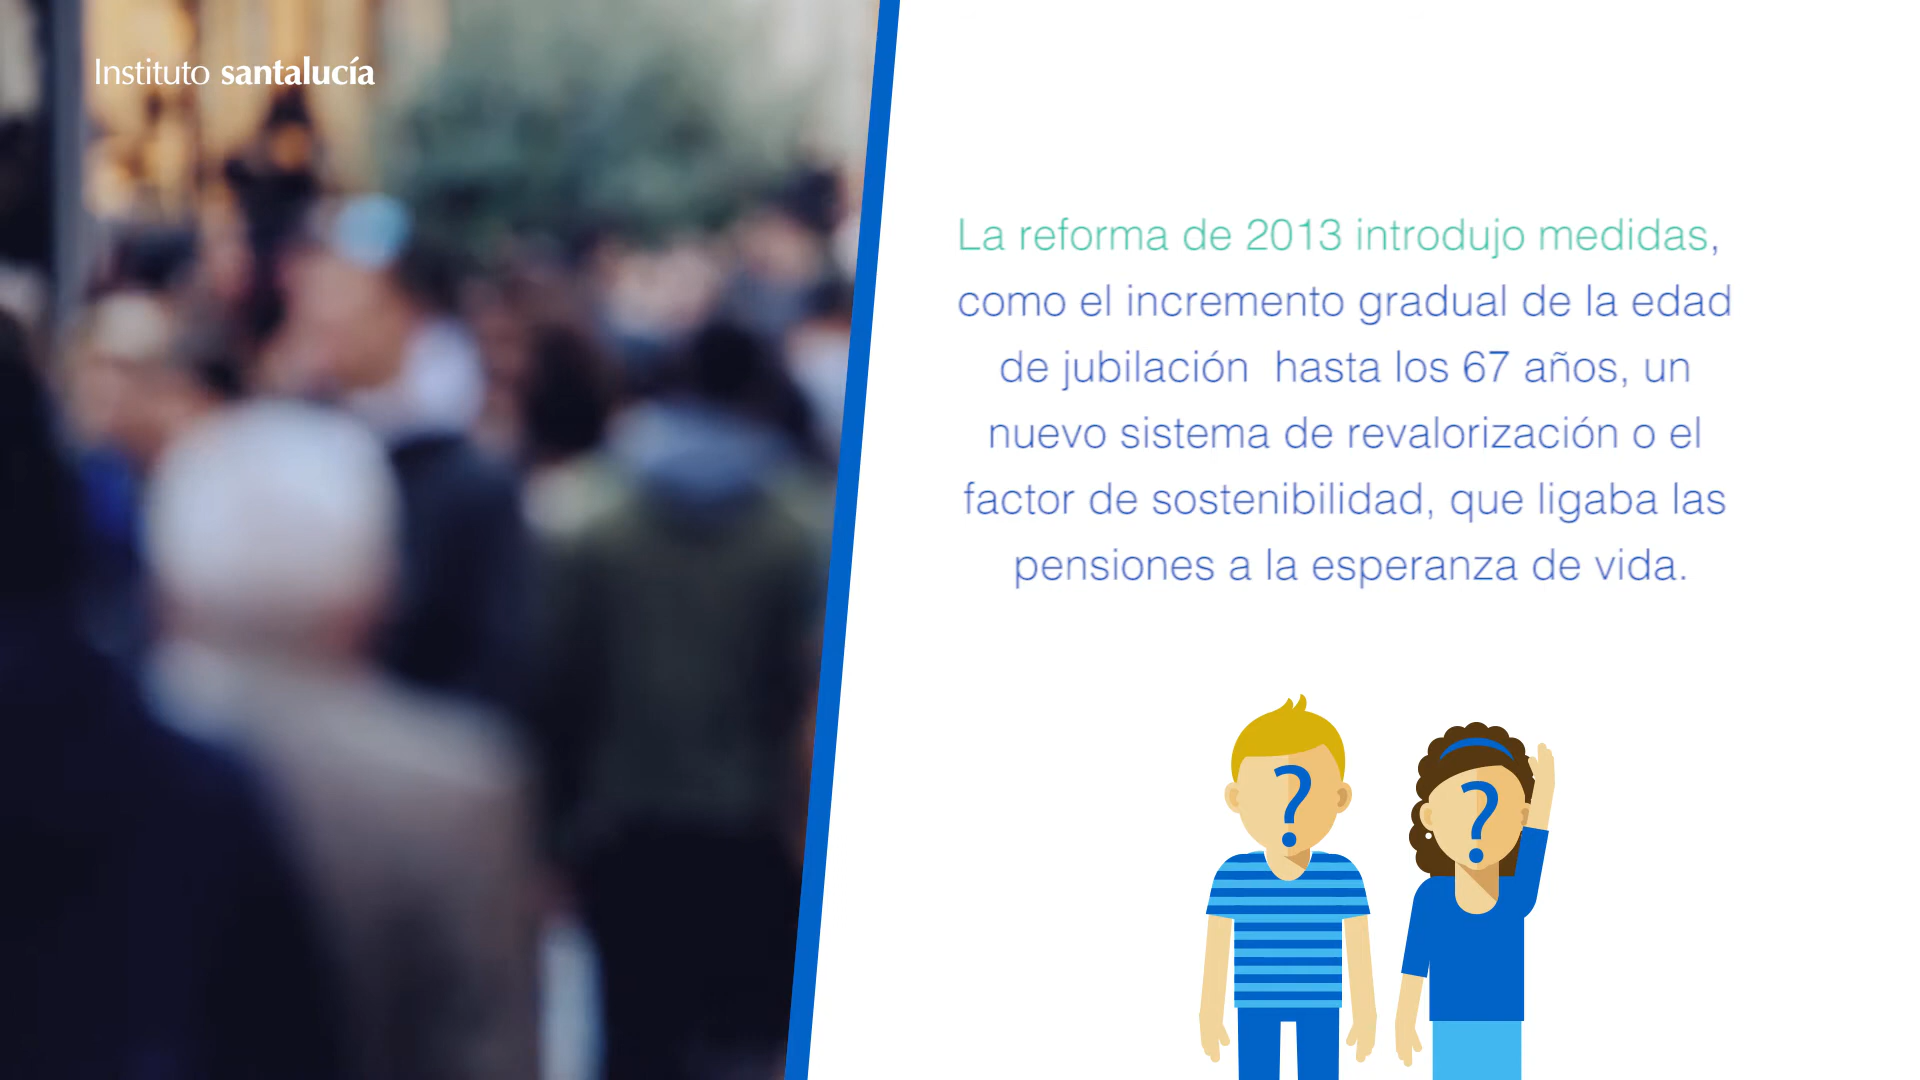 Instituto santalucía
La reforma de 2013 introdujo medidas,
como el incremento gradual de la edad
de jubilación hasta los 67 años, un
nuevo sistema de revalorización o el
factor de sostenibilidad, que ligaba las
pensiones a la esperanza de vida.
? ?